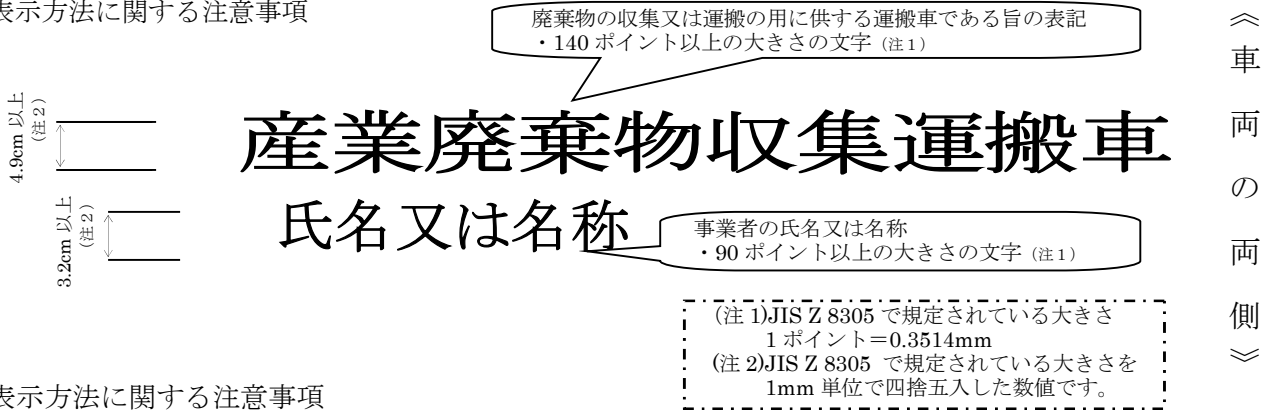 表示方法に関する注意事項
廃棄物の収集又は運搬の用に供する運搬車である旨の表記
・140 ポイント以上の大きさの文字（注１）
《車両の両側》
4.9cm 以上
（注２）
産業廃棄物収集運搬車
3.2cm 以上
（注２）
氏名又は名称
事業者の氏名又は名称
・90 ポイント以上の大きさの文字（注１）
(注 1)JIS Z 8305 で規定されている大きさ
1 ポイント＝0.3514mm
(注 2)JIS Z 8305 で規定されている大きさを
1mm 単位で四捨五入した数値です。
表示方法に関する注意事項